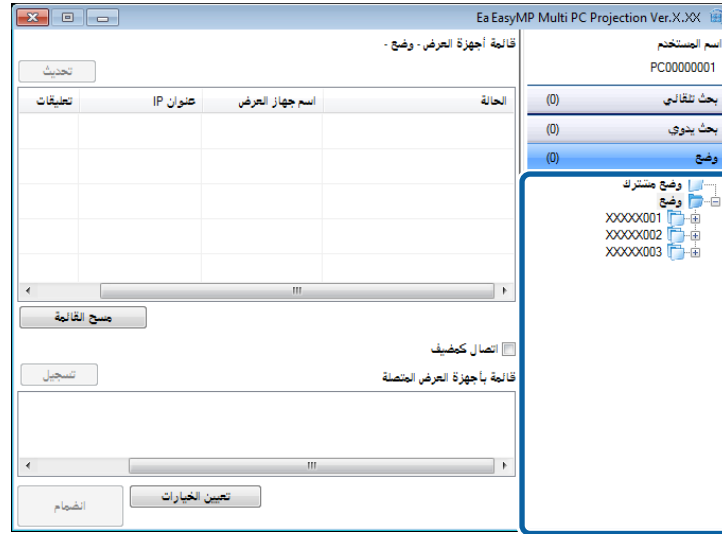 Ea EasyMP Multi PC Projection Ver.X.XX
اسم المستخدم
PC00000001
بحث تلقائي (0)
بحث يدوي (0)
وضع (0)
وضع مشترك
وضع
XXXXX001
XXXXX002
XXXXX003
قائمة أجهزة العرض - وضع -
تحديث
الحالة اسم جهاز العرض عنوان IP تعليقات
مسح القائمة
اتصال كمضيف
قائمة بأجهزة العرض المتصلة
تسجيل
تعيين الخيارات
انضمام